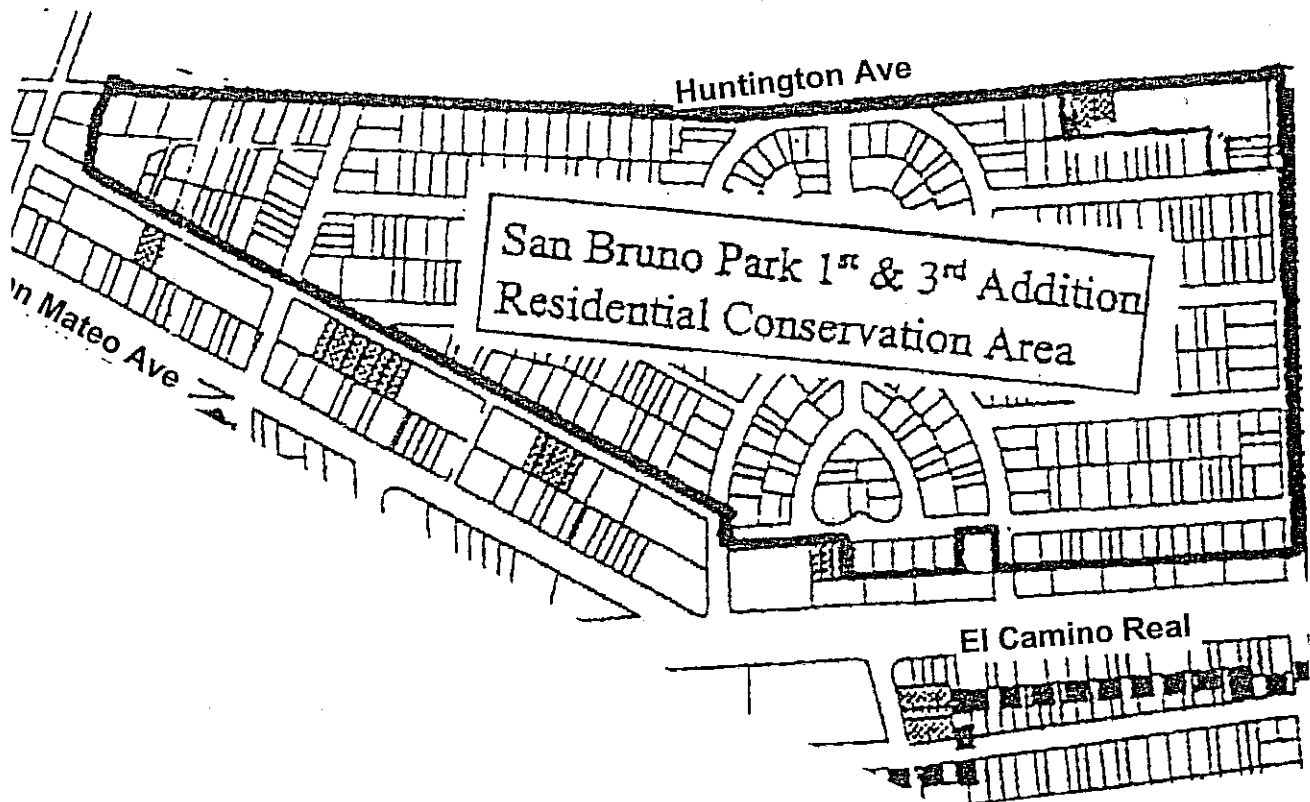 Huntington Ave
San Bruno Park 1st & 3rd Addition
Residential Conservation Area
n Mateo Ave
El Camino Real